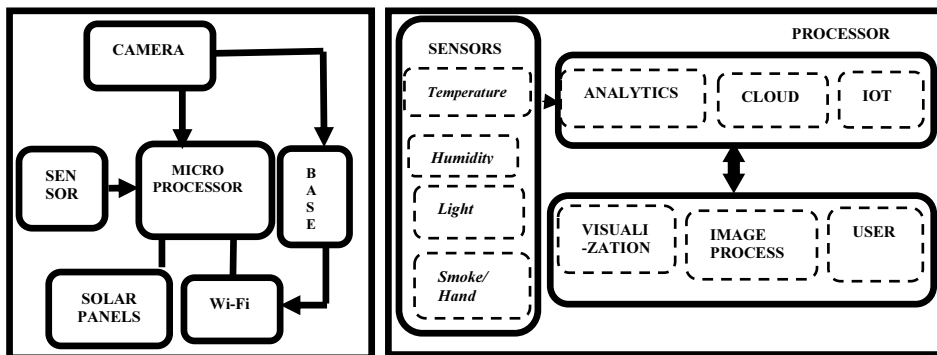 CAMERA
SEN
SOR
MICRO
PROCESSOR
B
A
S
E
SOLAR
PANELS
Wi-Fi
SENSORS
Temperature
Humidity
Light
Smoke/
Hand
PROCESSOR
ANALYTICS
CLOUD
IOT
VISUALI
-ZATION
IMAGE
PROCESS
USER